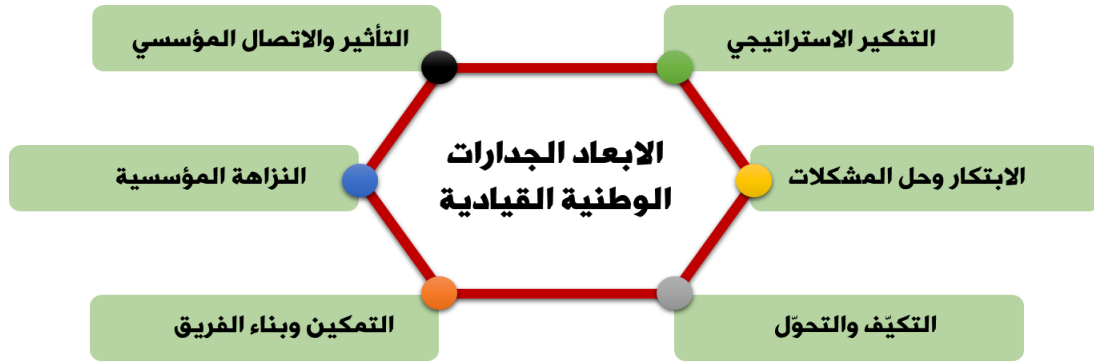 الابعاد الجدارات
الوطنية القيادية
التفكير الاستراتيجي
التأثير والاتصال المؤسسي
الابتكار وحل المشكلات
النزاهة المؤسسية
التكيّف والتحوّل
التمكين وبناء الفريق